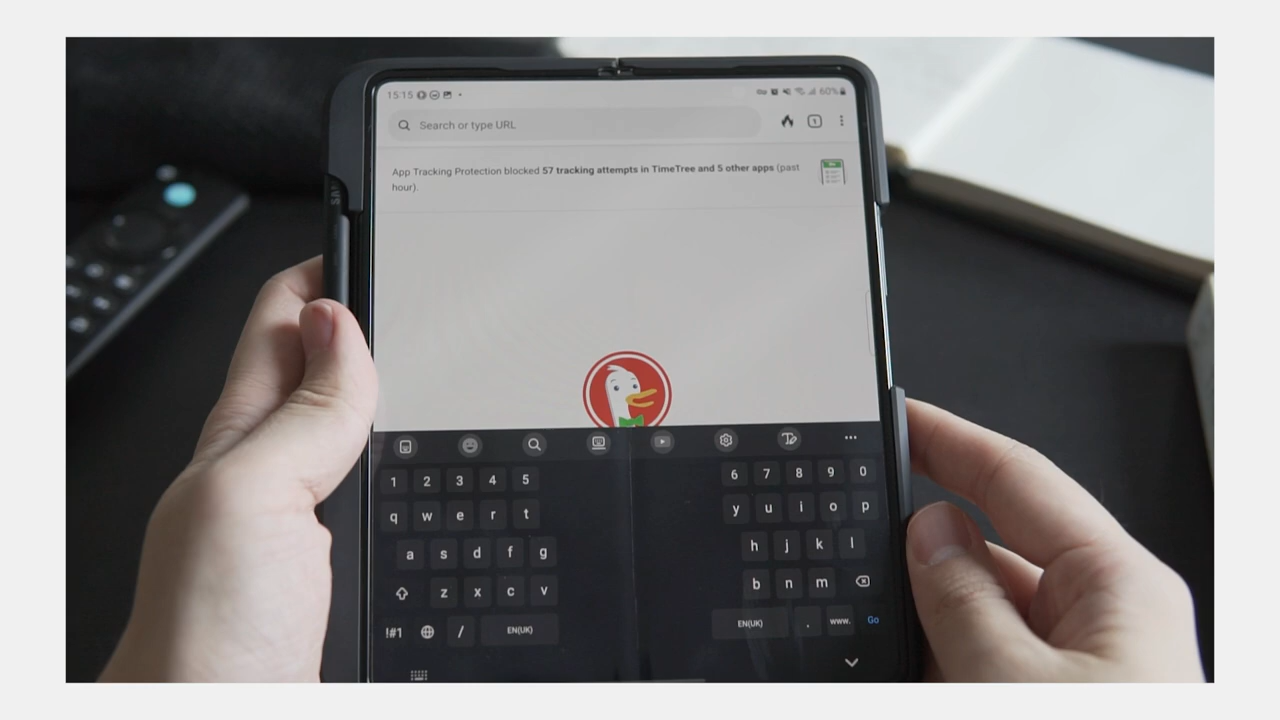 15:15
60%
Search or type URL
1
App Tracking Protection blocked 57 tracking attempts in TimeTree and 5 other apps (past
hour).
1 2 3 4 5 6 7 8 9 0
q w e r t y u i o p
a s d f g h j k l
z x c v b n m
!#1 / EN(UK) EN(UK) . www. Go